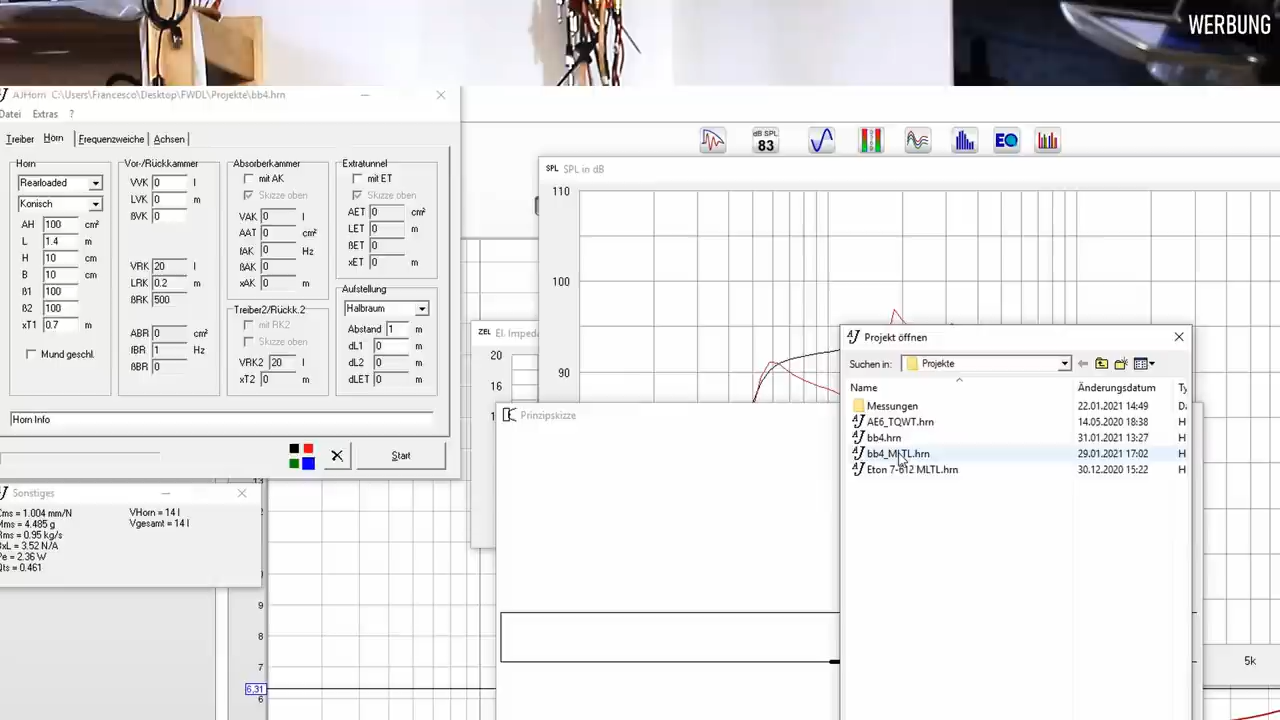 WERBUNG
AJHorn C:\Users\Francesco\Desktop\FWDL\Projekte\bb4.hrn
Datei Extras ?
Treiber Horn Frequenzweiche Achsen
Horn
Rearloaded
Konisch
AH 100 cm²
L 1.4 m
H 10 cm
B 10 cm
ß1 100
ß2 100
xT1 0.7 m
Mund geschl.
Vor-/Rückkammer
VVK 0 l
LVK 0 m
ßVK 0
VRK 20 l
LRK 0.2 m
ßRK 500
ABR 0 cm²
fBR 1 Hz
ßBR 0
Absorberkammer
mit AK
Skizze oben
VAK 0 l
AAT 0 cm²
fAK 0 Hz
ßAK 0
xAK 0 m
Treiber2/Rückk.2
mit RK2
Skizze oben
VRK2 20 l
xT2 0 m
Extratunnel
mit ET
Skizze oben
AET 0 cm²
LET 0 m
ßET 0
xET 0 m
Aufstellung
Halbraum
Abstand 1 m
dL1 0 m
dL2 0 m
dLET 0 m
Horn Info
Start
Sonstiges
Cms = 1.004 mm/N
Mms = 4.485 g
Rms = 0.95 kg/s
BxL = 3.52 N/A
Pe = 2.36 W
Qts = 0.461
VHorn = 14 l
Vgesamt = 14 l
9
8
7
6,31
6
dB SPL
83
EQ
SPL SPL in dB
110
100
90
ZEL El. Impeda
20
16
Prinzipskizze
Projekt öffnen
Suchen in: Projekte
Name Änderungsdatum Ty
Messungen 22.01.2021 14:49 Da
AE6_TQWT.hrn 14.05.2020 18:38 H
bb4.hrn 31.01.2021 13:27 H
bb4_MLTL.hrn 29.01.2021 17:02 H
Eton 7-612 MLTL.hrn 30.12.2020 15:22 H
5k